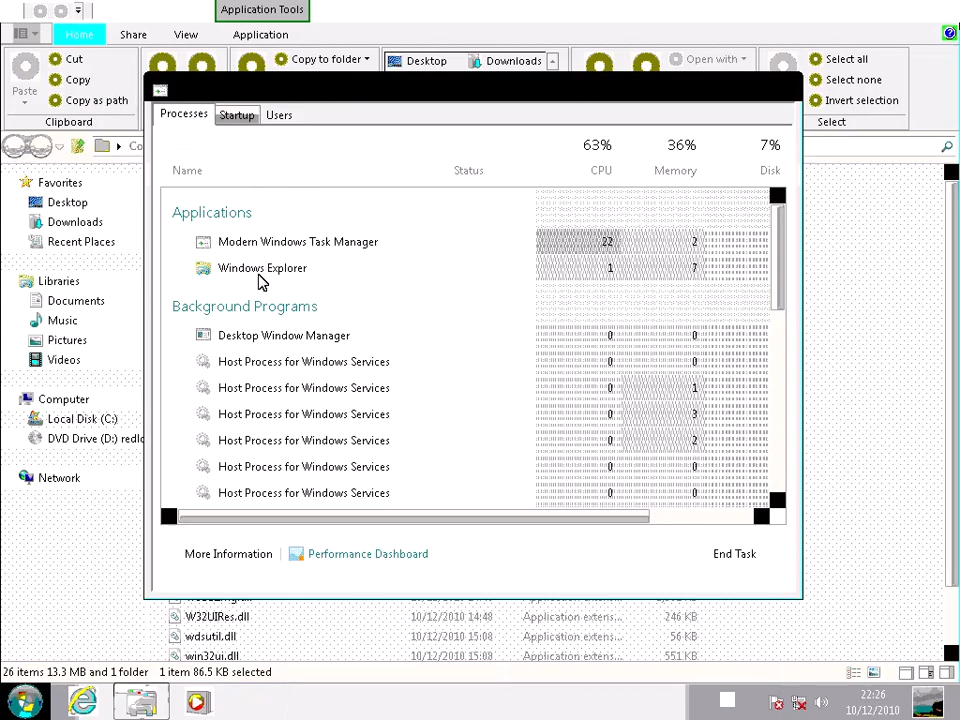 Application Tools
Home Share View Application
Cut
Copy
Copy as path
Paste
Clipboard
Copy to folder
Desktop
Downloads
Open with
Select all
Select none
Invert selection
Select
Co
Favorites
Desktop
Downloads
Recent Places
Libraries
Documents
Music
Pictures
Videos
Computer
Local Disk (C:)
DVD Drive (D:) redlo
Network
Processes Startup Users
63% 36% 7%
Name Status CPU Memory Disk
Applications
Modern Windows Task Manager 22 2
Windows Explorer 1 7
Background Programs
Desktop Window Manager 0 0
Host Process for Windows Services 0 0
Host Process for Windows Services 0 1
Host Process for Windows Services 0 3
Host Process for Windows Services 0 2
Host Process for Windows Services 0 0
Host Process for Windows Services 0 0
More Information Performance Dashboard End Task
W32UIRes.dll 10/12/2010 14:48 Application extens... 246 KB
wdsutil.dll 10/12/2010 15:08 Application extens... 56 KB
win32ui.dll 10/12/2010 15:08 Application extens... 551 KB
26 items 13.3 MB and 1 folder 1 item 86.5 KB selected
22:26
10/12/2010